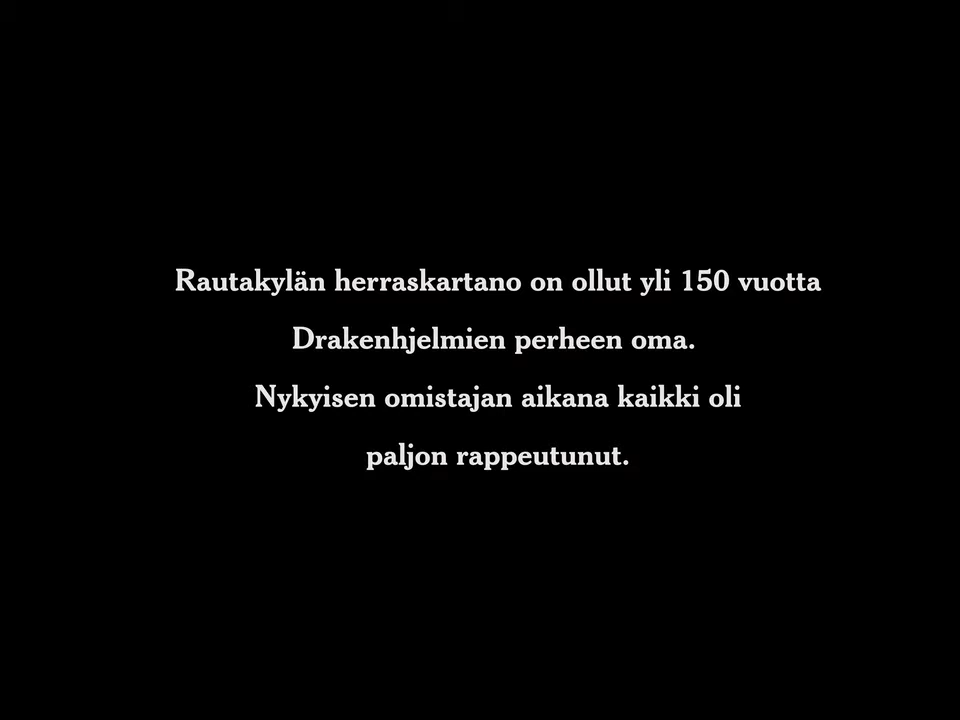 Rautakylän herraskartano on ollut yli 150 vuotta
Drakenhjelmien perheen oma.
Nykyisen omistajan aikana kaikki oli
paljon rappeutunut.